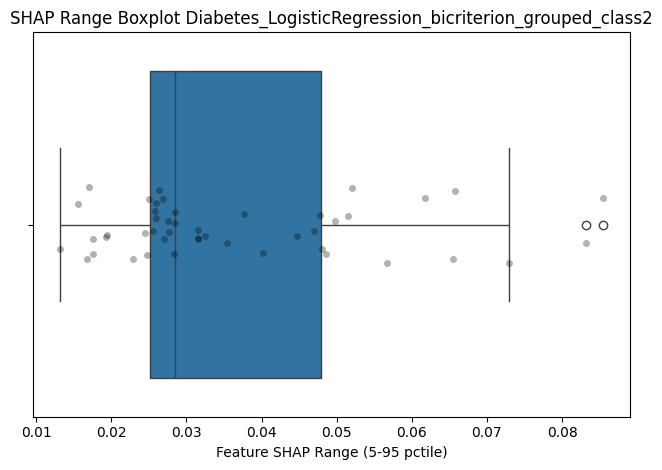 SHAP Range Boxplot Diabetes_LogisticRegression_bicriterion_grouped_class2
0.01 0.02 0.03 0.04 0.05 0.06 0.07 0.08
Feature SHAP Range (5-95 pctile)